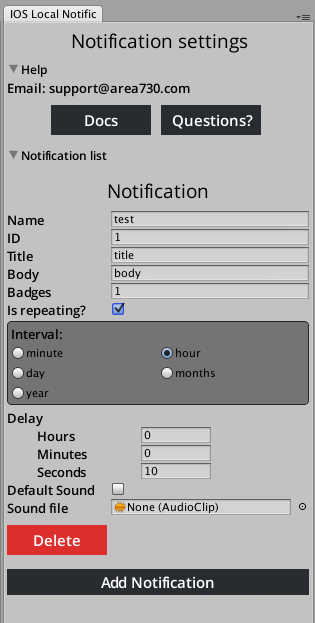 IOS Local Notific
Notification settings
Help
Email: support@area730.com
Docs Questions?
Notification list
Notification
Name test
ID 1
Title title
Body body
Badges 1
Is repeating?
Interval:
minute hour
day months
year
Delay
Hours 0
Minutes 0
Seconds 10
Default Sound
Sound file None (AudioClip)
Delete
Add Notification